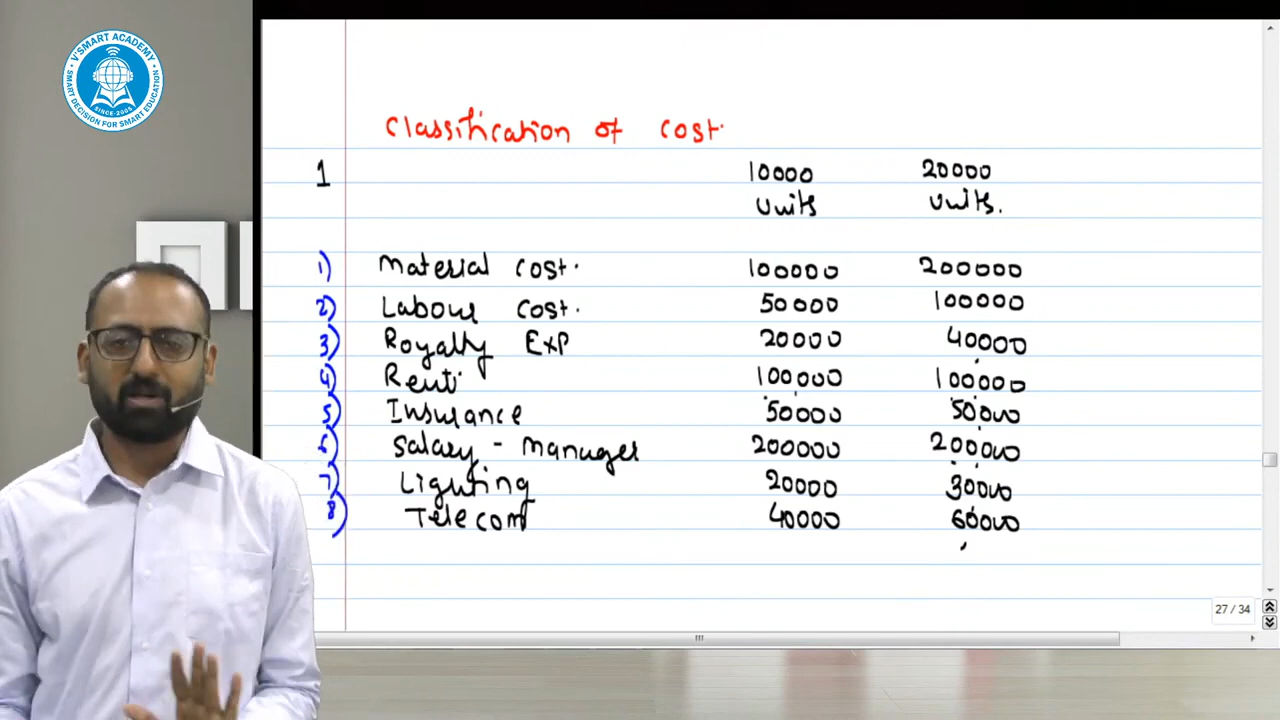 V'SMART ACADEMY
SMART DECISION FOR SMART EDUCATION
SINCE-2005
Classification of cost.
1 10000 20000
Units Units.
1) Material cost. 100000 200000
2) Labour cost. 50000 100000
3) Royalty Exp 20000 40000
4) Rent 100000 100000
5) Insurance 50000 50000
6) Salary - manager 200000 200000
7) Lighting 20000 30000
8) Telecom 40000 60000
27 / 34